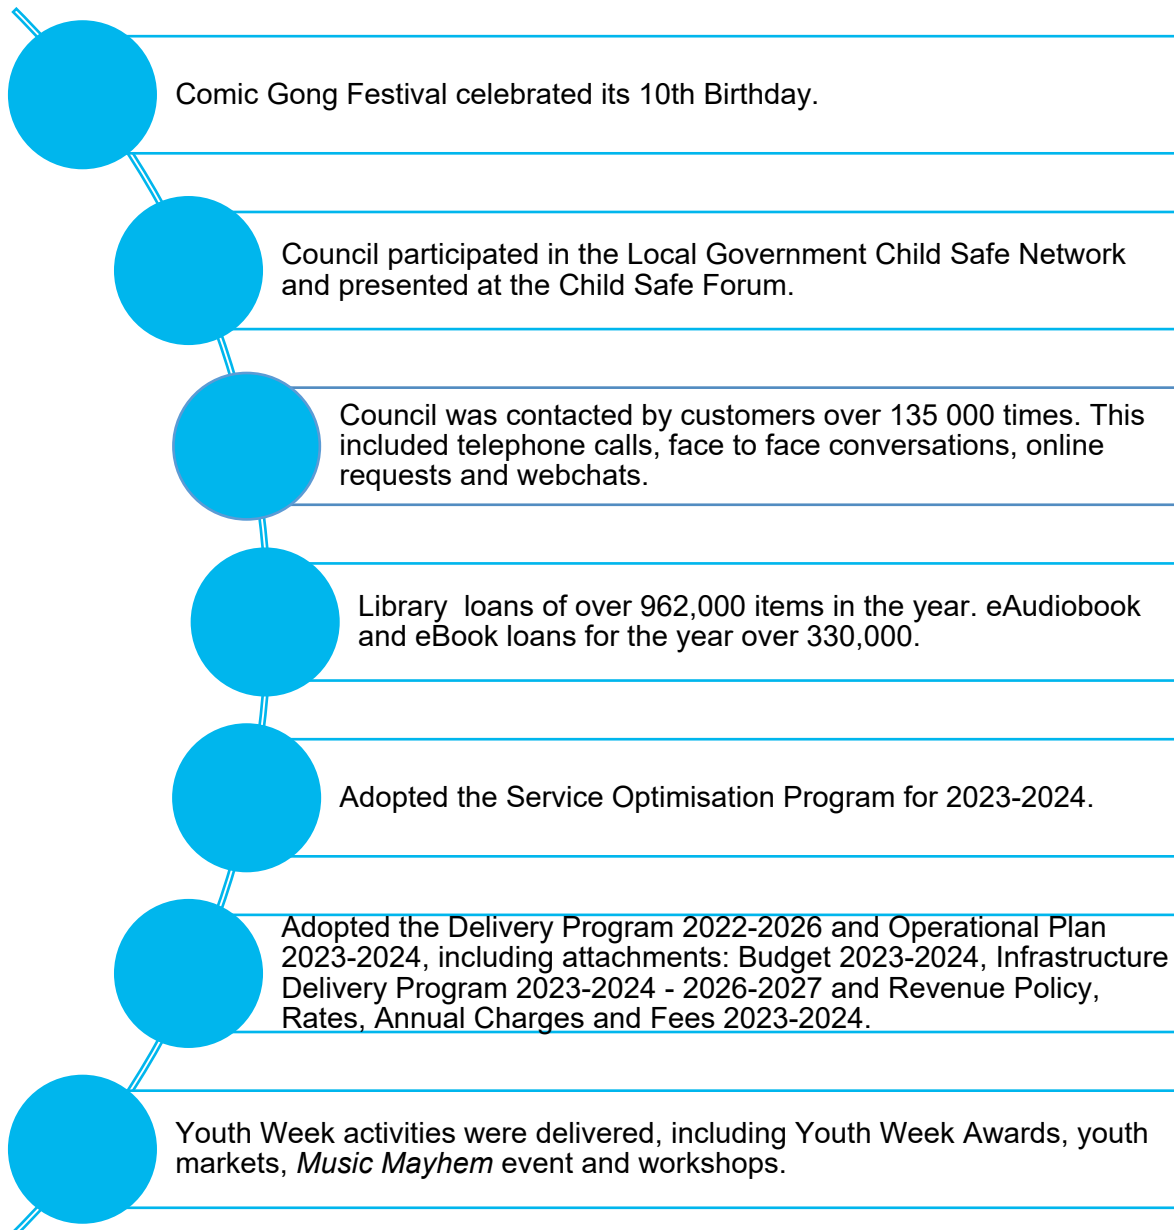 Comic Gong Festival celebrated its 10th Birthday.
Council participated in the Local Government Child Safe Network
and presented at the Child Safe Forum.
Council was contacted by customers over 135 000 times. This
included telephone calls, face to face conversations, online
requests and webchats.
Library  loans of over 962,000 items in the year. eAudiobook
and eBook loans for the year over 330,000.
Adopted the Service Optimisation Program for 2023-2024.
Adopted the Delivery Program 2022-2026 and Operational Plan
2023-2024, including attachments: Budget 2023-2024, Infrastructure
Delivery Program 2023-2024 - 2026-2027 and Revenue Policy,
Rates, Annual Charges and Fees 2023-2024.
Youth Week activities were delivered, including Youth Week Awards, youth
markets, Music Mayhem event and workshops.